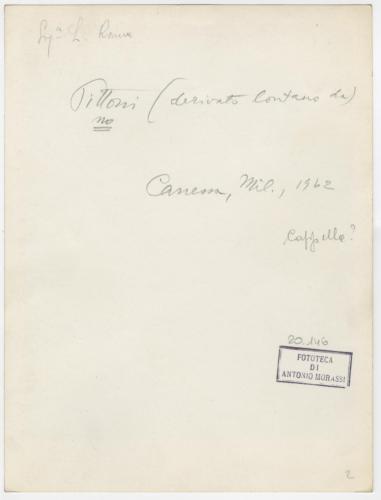 Pittoni (derivato lontano da)
no
Canessa, Mil., 1962
Cappella?
20.146
FOTOTECA
DI
ANTONIO MORASSI
2